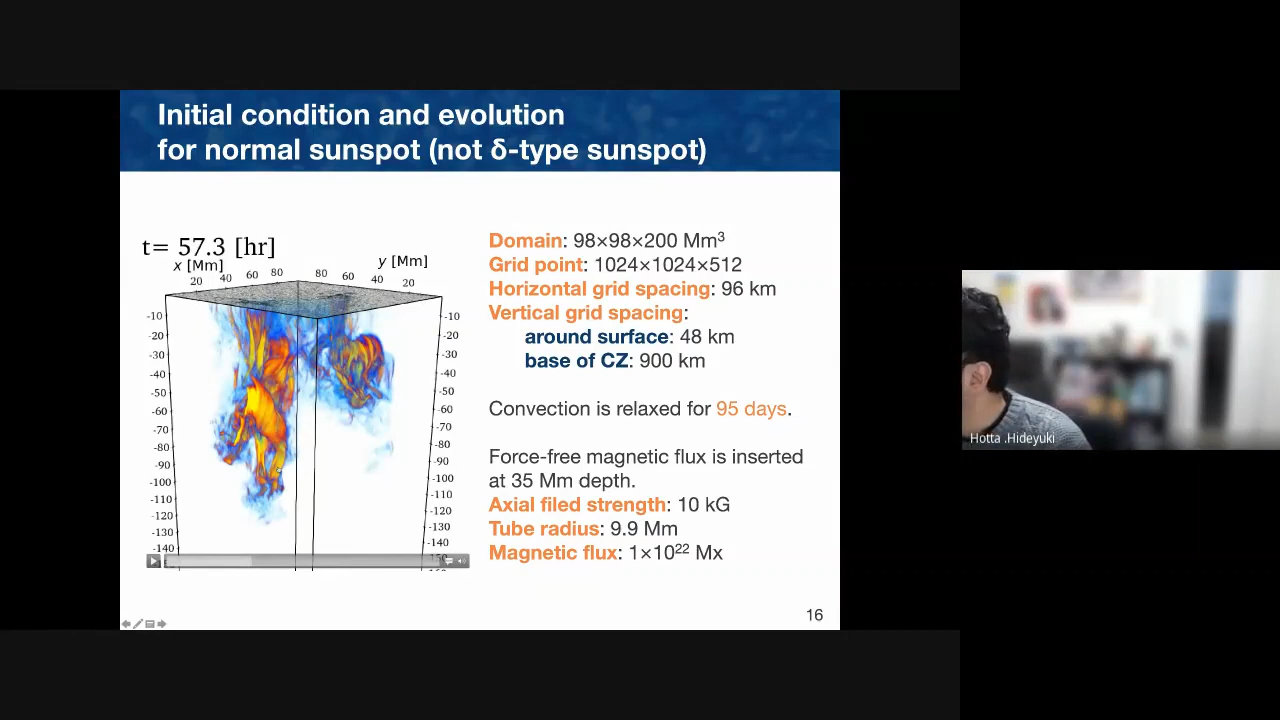 Initial condition and evolution
for normal sunspot (not δ-type sunspot)
t= 57.3 [hr]
x [Mm]
20 40 60 80
80 60 40 20
y [Mm]
-10
-20
-30
-40
-50
-60
-70
-80
-90
-100
-110
-120
-130
-140
-10
-20
-30
-40
-50
-60
-70
-80
-90
-100
-110
-120
-130
-140
Domain: 98×98×200 Mm³
Grid point: 1024×1024×512
Horizontal grid spacing: 96 km
Vertical grid spacing:
around surface: 48 km
base of CZ: 900 km
Convection is relaxed for 95 days.
Force-free magnetic flux is inserted
at 35 Mm depth.
Axial filed strength: 10 kG
Tube radius: 9.9 Mm
Magnetic flux: 1×10²² Mx
16
Hotta .Hideyuki